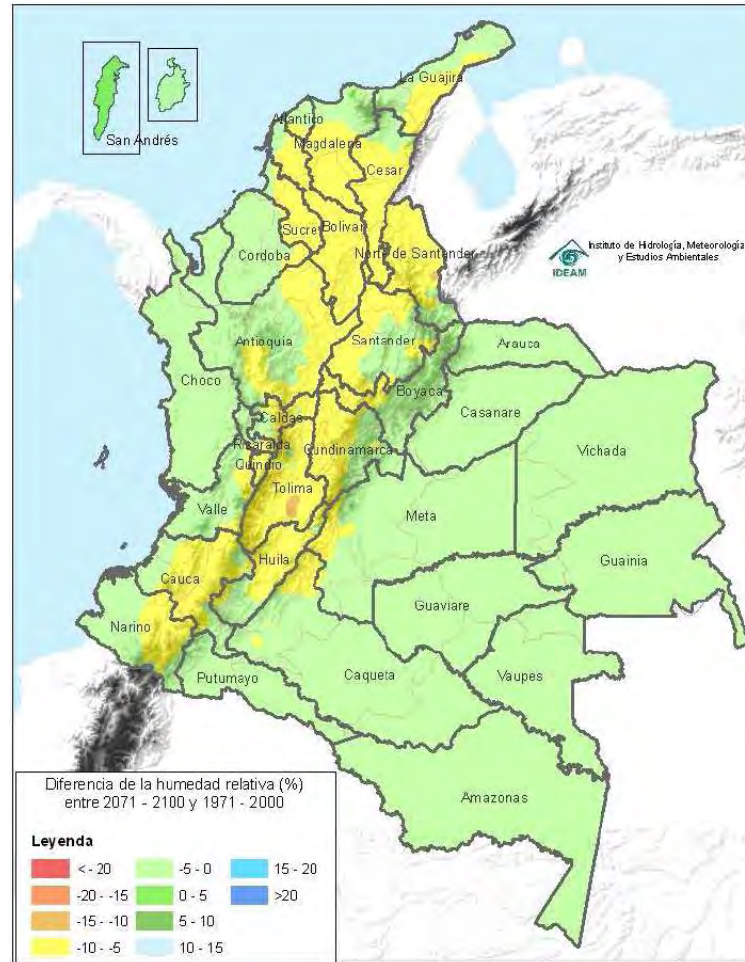 La Guajira
San Andrés
Atlantico
Magdalena
Cesar
Sucre
Bolivar
Cordoba
Norte de Santander
Instituto de Hidrología, Meteorología
y Estudios Ambientales
IDEAM
Antioquia
Santander
Arauca
Choco
Boyaca
Casanare
Caldas
Risaralda
Cundinamarca
Vichada
Quindio
Tolima
Valle
Meta
Huila
Guainia
Cauca
Guaviare
Narino
Putumayo
Caqueta
Vaupes
Amazonas
Diferencia de la humedad relativa (%)
entre 2071 - 2100 y 1971 - 2000
Leyenda
< - 20
-5 - 0
15 - 20
-20 - -15
0 - 5
>20
-15 - -10
5 - 10
-10 - -5
10 - 15